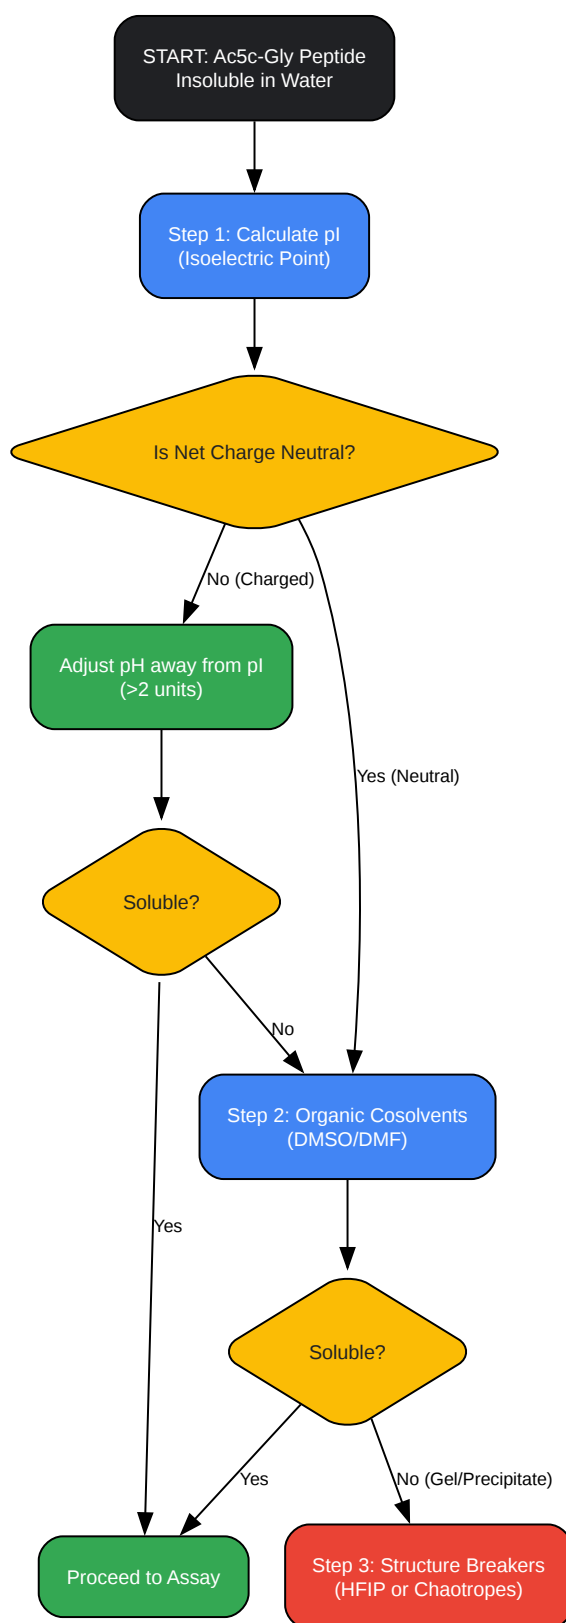 START: Ac5c-Gly Peptide
Insoluble in Water
Step 1: Calculate pI
(Isoelectric Point)
Is Net Charge Neutral?
No (Charged)
Adjust pH away from pI
(>2 units)
Yes (Neutral)
Soluble?
No
Step 2: Organic Cosolvents
(DMSO/DMF)
Yes
Soluble?
Yes
No (Gel/Precipitate)
Proceed to Assay
Step 3: Structure Breakers
(HFIP or Chaotropes)